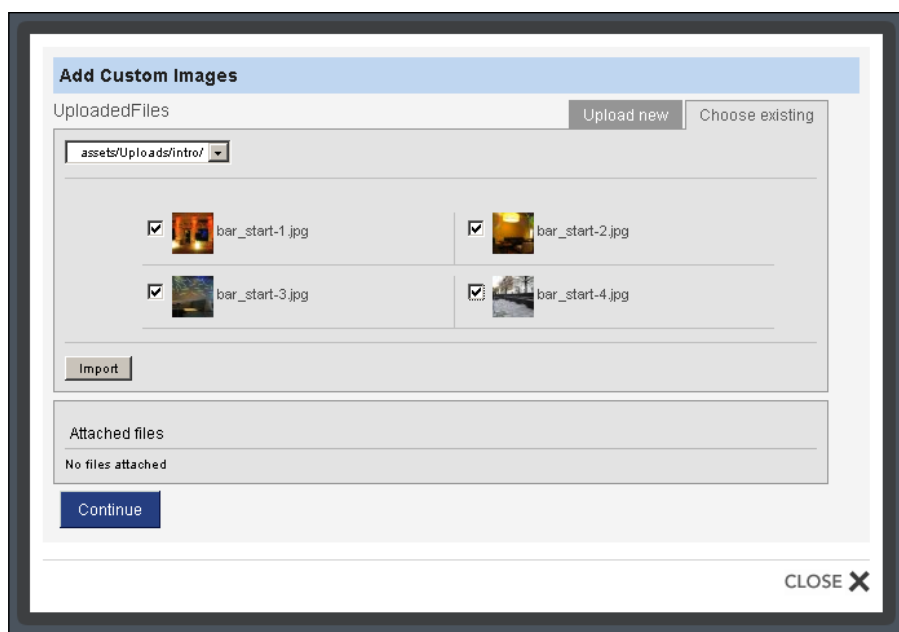 Add Custom Images
UploadedFiles
Upload new
Choose existing
assets/Uploads/intro/
bar_start-1.jpg
bar_start-2.jpg
bar_start-3.jpg
bar_start-4.jpg
Import
Attached files
No files attached
Continue
CLOSE